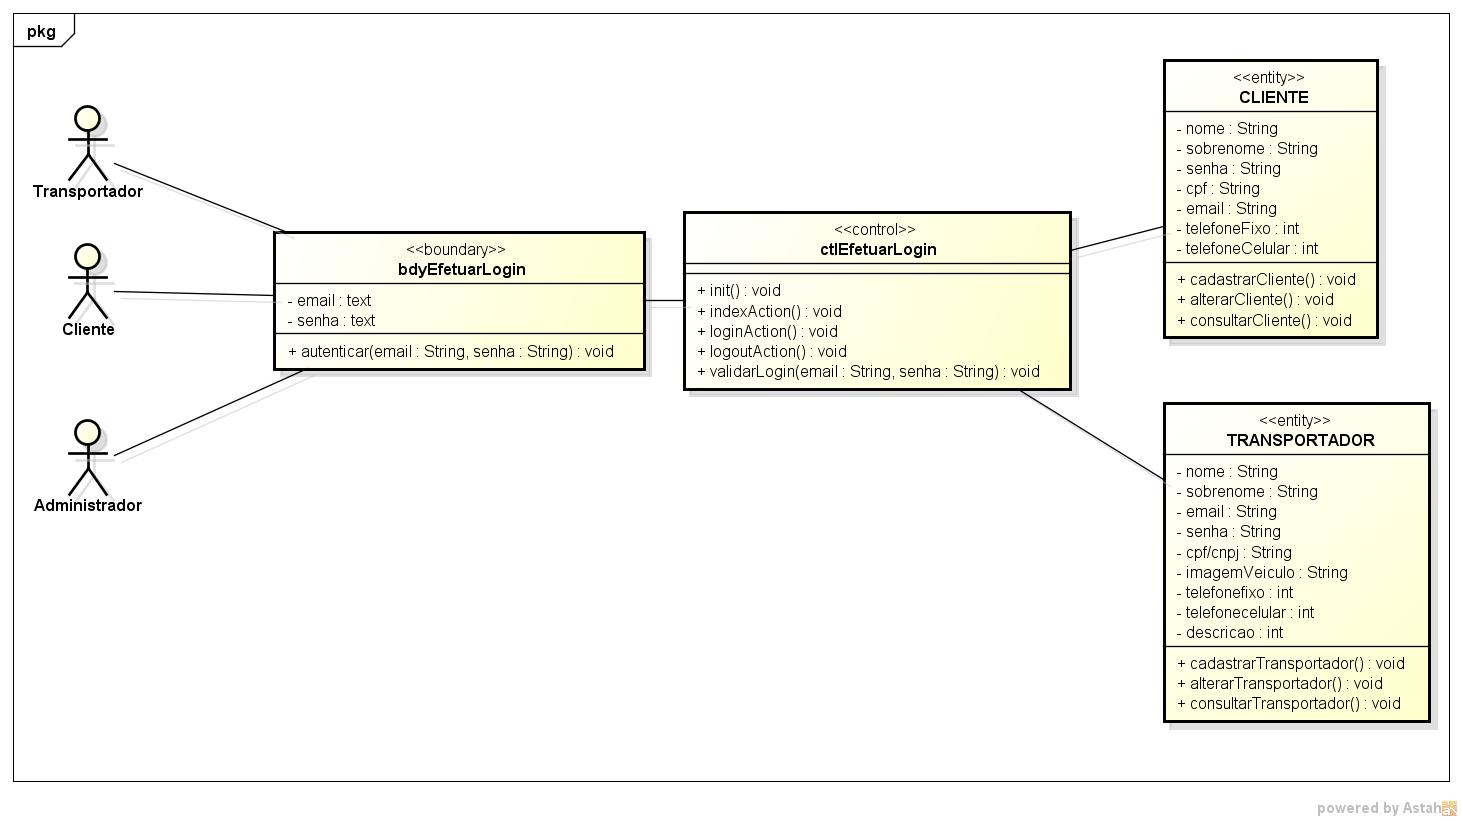 pkg
Transportador
Cliente
Administrador
<<boundary>>
bdyEfetuarLogin
- email : text
- senha : text
+ autenticar(email : String, senha : String) : void
<<control>>
ctlEfetuarLogin
+ init() : void
+ indexAction() : void
+ loginAction() : void
+ logoutAction() : void
+ validarLogin(email : String, senha : String) : void
<<entity>>
CLIENTE
- nome : String
- sobrenome : String
- senha : String
- cpf : String
- email : String
- telefoneFixo : int
- telefoneCelular : int
+ cadastrarCliente() : void
+ alterarCliente() : void
+ consultarCliente() : void
<<entity>>
TRANSPORTADOR
- nome : String
- sobrenome : String
- email : String
- senha : String
- cpf/cnpj : String
- imagemVeiculo : String
- telefonefixo : int
- telefonecelular : int
- descricao : int
+ cadastrarTransportador() : void
+ alterarTransportador() : void
+ consultarTransportador() : void
powered by Astah